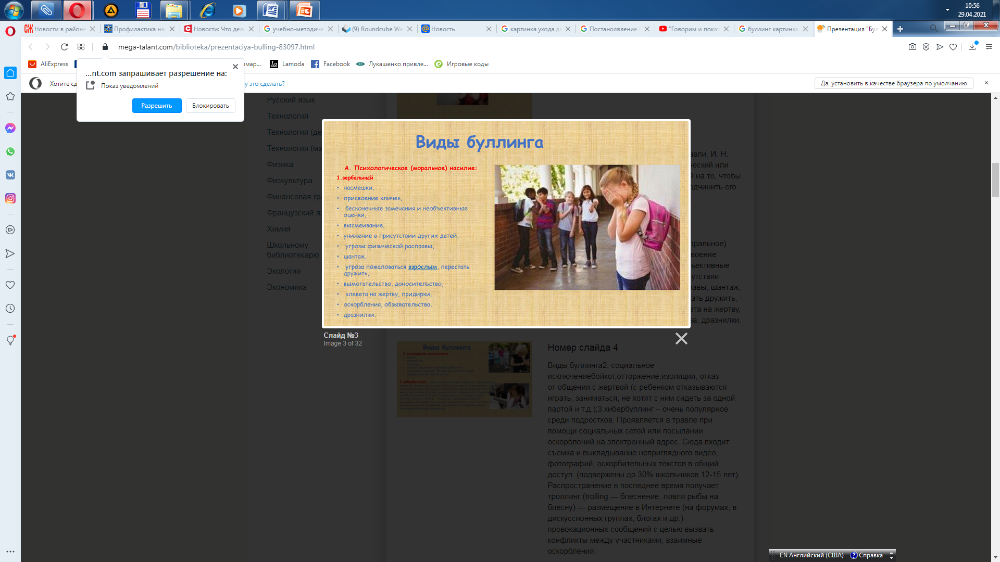 10:56
29.04.2021
Новости в районе
Профилактика на
Новости: Что дел
учебно-методиче
(9) Roundcube We
Новость
картинка ухода д
Постановление
"Говорим и показ
буллинг картинка
Презентация "Бул
mega-talant.com/biblioteka/prezentaciya-bulling-83097.html
AliExpress
омар...
Lamoda
Facebook
Лукашенко привле...
Игровые коды
...nt.com запрашивает разрешение на:
Показ уведомлений
Разрешить
Блокировать
Хотите сд
у это сделать?
Да, установить в качестве браузера по умолчанию
Русский язык
Технология
Технология (де
Технология (ма
Физика
Физкультура
Финансовая гр
Французский яз
Химия
Школьному
библиотекарю
Экология
Экономика
Виды буллинга
А. Психологическое (моральное) насилие:
1.вербальный
• насмешки,
• присвоение кличек,
• бесконечные замечания и необъективные
оценки,
• высмеивание,
• унижение в присутствии других детей,
• угрозы физической расправы,
• шантаж,
• угроза пожаловаться взрослым, перестать
дружить,
• вымогательство, доносительство,
• клевета на жертву, придирки,
• оскорбления, обзывательства,
• дразнилки.
авли. И. Н.
ческий или
й на то, чтобы
одчинить его
оральное)
воение
бъективные
сутствии
равы, шантаж,
тать дружить,
ета на жертву,
ва, дразнилки.
Слайд №3
Image 3 of 32
Виды буллинга
Номер слайда 4
Виды буллинга2. социальное
исключениебойкот,отторжение,изоляция, отказ
от общения с жертвой (с ребенком отказываются
играть, заниматься, не хотят с ним сидеть за одной
партой и т.д.);3.кибербуллинг – очень популярное
среди подростков. Проявляется в травле при
помощи социальных сетей или посылании
оскорблений на электронный адрес. Сюда входит
съемка и выкладывание неприглядного видео,
фотографий, оскорбительных текстов в общий
доступ. (подвержены до 30% школьников 12-15 лет).
Распространение в последнее время получает
троллинг (trolling — блеснение, ловля рыбы на
блесну) — размещение в Интернете (на форумах, в
дискуссионных группах, блогах и др.)
провокационных сообщений с целью вызвать
конфликты между участниками, взаимные
оскорбления.
EN Английский (США)
Справка